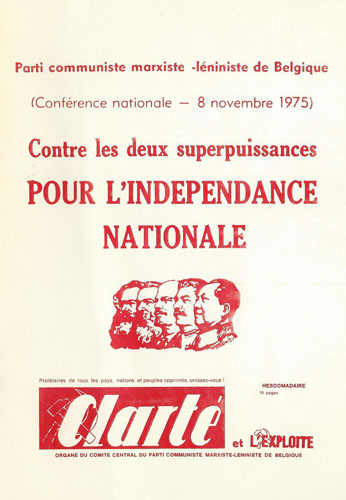 Parti communiste marxiste -léniniste de Belgique
(Conférence nationale — 8 novembre 1975)
Contre les deux superpuissances
POUR L'INDEPENDANCE
NATIONALE
Prolétaires de tous les pays, nations et peuples opprimés, unissez-vous !
HEBDOMADAIRE
16 pages
Clarté
et L'EXPLOITÉ
ORGANE DU COMITE CENTRAL DU PARTI COMMUNISTE MARXISTE-LENINISTE DE BELGIQUE